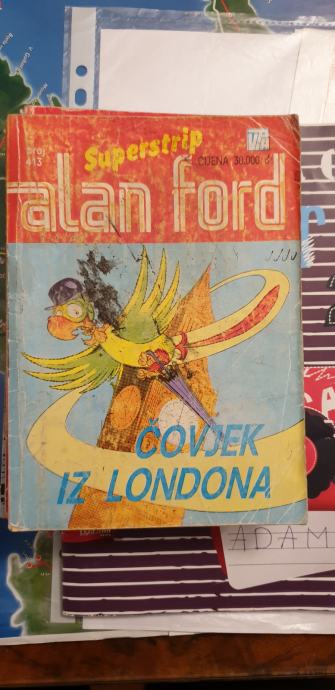 Superstrip
broj
413
CIJENA 30.000 d
alan ford
ČOVJEK
IZ LONDONA
ADAM